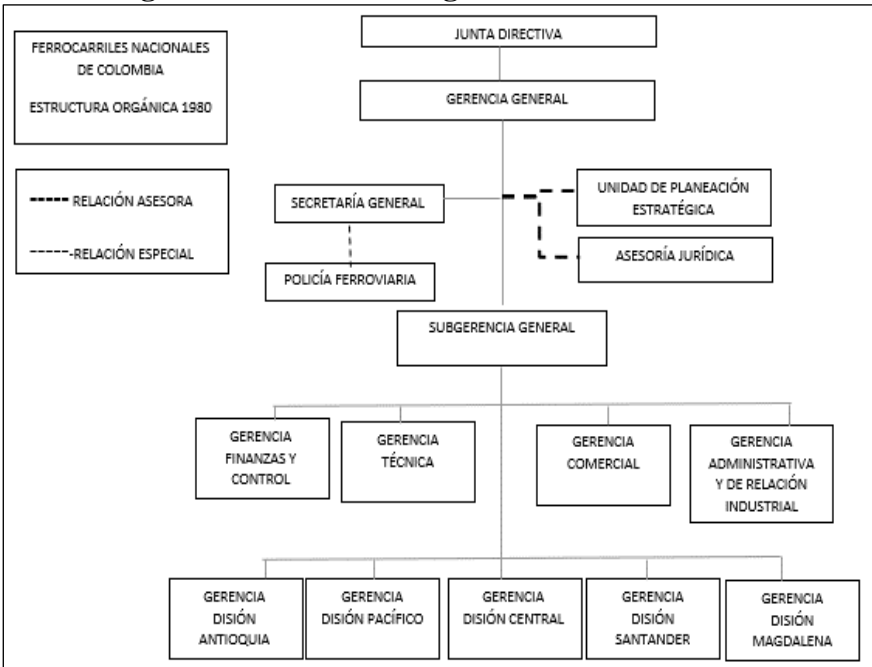 FERROCARRILES NACIONALES
DE COLOMBIA
ESTRUCTURA ORGÁNICA 1980
RELACIÓN ASESORA
-RELACIÓN ESPECIAL
JUNTA DIRECTIVA
GERENCIA GENERAL
SECRETARÍA GENERAL
UNIDAD DE PLANEACIÓN
ESTRATÉGICA
ASESORÍA JURÍDICA
POLICÍA FERROVIARIA
SUBGERENCIA GENERAL
GERENCIA
FINANZAS Y
CONTROL
GERENCIA
TÉCNICA
GERENCIA
COMERCIAL
GERENCIA
ADMINISTRATIVA
Y DE RELACIÓN
INDUSTRIAL
GERENCIA
DISIÓN
ANTIOQUIA
GERENCIA
DISIÓN PACÍFICO
GERENCIA
DISIÓN CENTRAL
GERENCIA
DISIÓN
SANTANDER
GERENCIA
DISIÓN
MAGDALENA